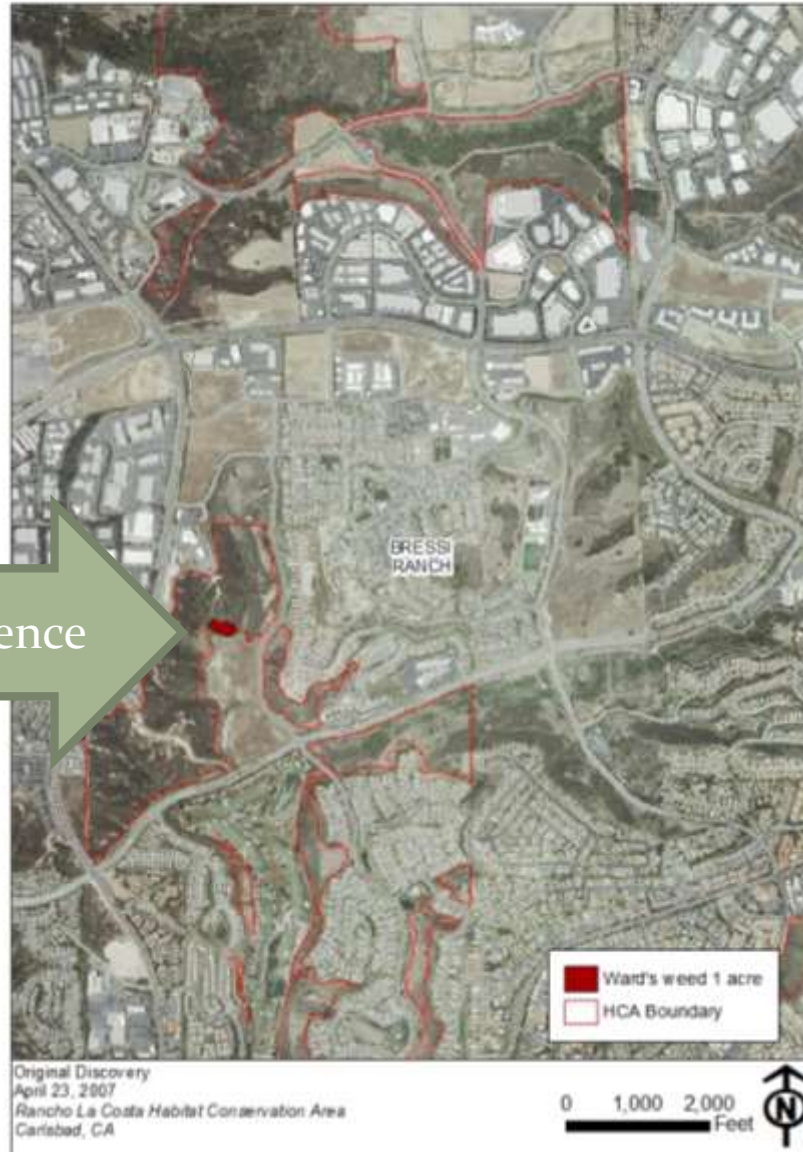 BRESSI
RANCH
ence
Ward's weed 1 acre
HCA Boundary
Original Discovery
April 23, 2007
Rancho La Costa Habitat Conservation Area
Carlsbad, CA
0 1,000 2,000
Feet
N